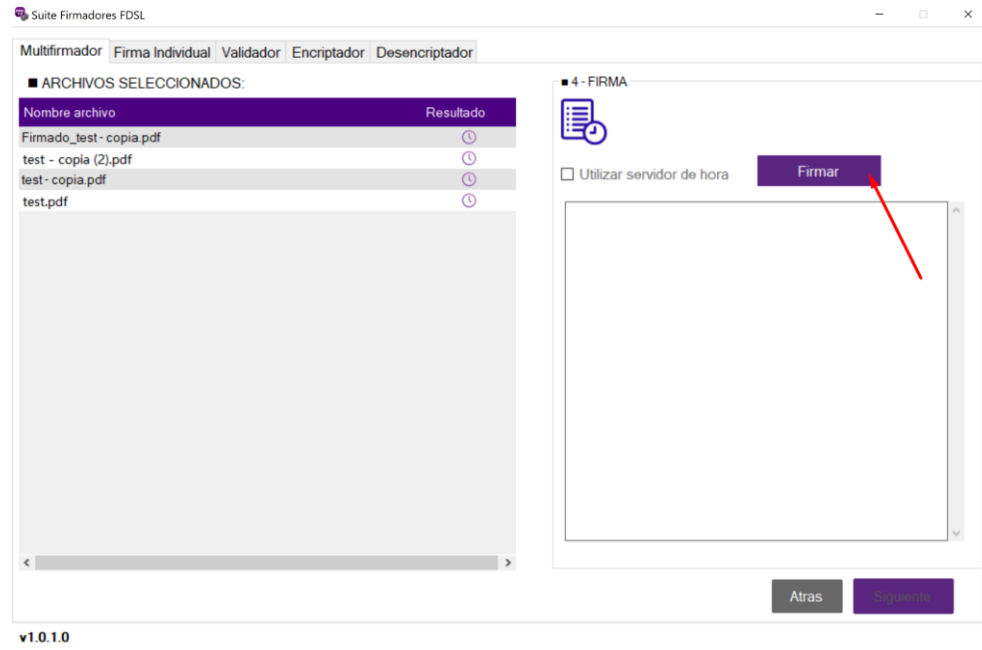 Suite Firmadores FDSL
Multifirmador Firma Individual Validador Encriptador Desencriptador
ARCHIVOS SELECCIONADOS:
Nombre archivo Resultado
Firmado_test - copia.pdf
test - copia (2).pdf
test - copia.pdf
test.pdf
4 - FIRMA
Utilizar servidor de hora Firmar
Atras Siguiente
v1.0.1.0